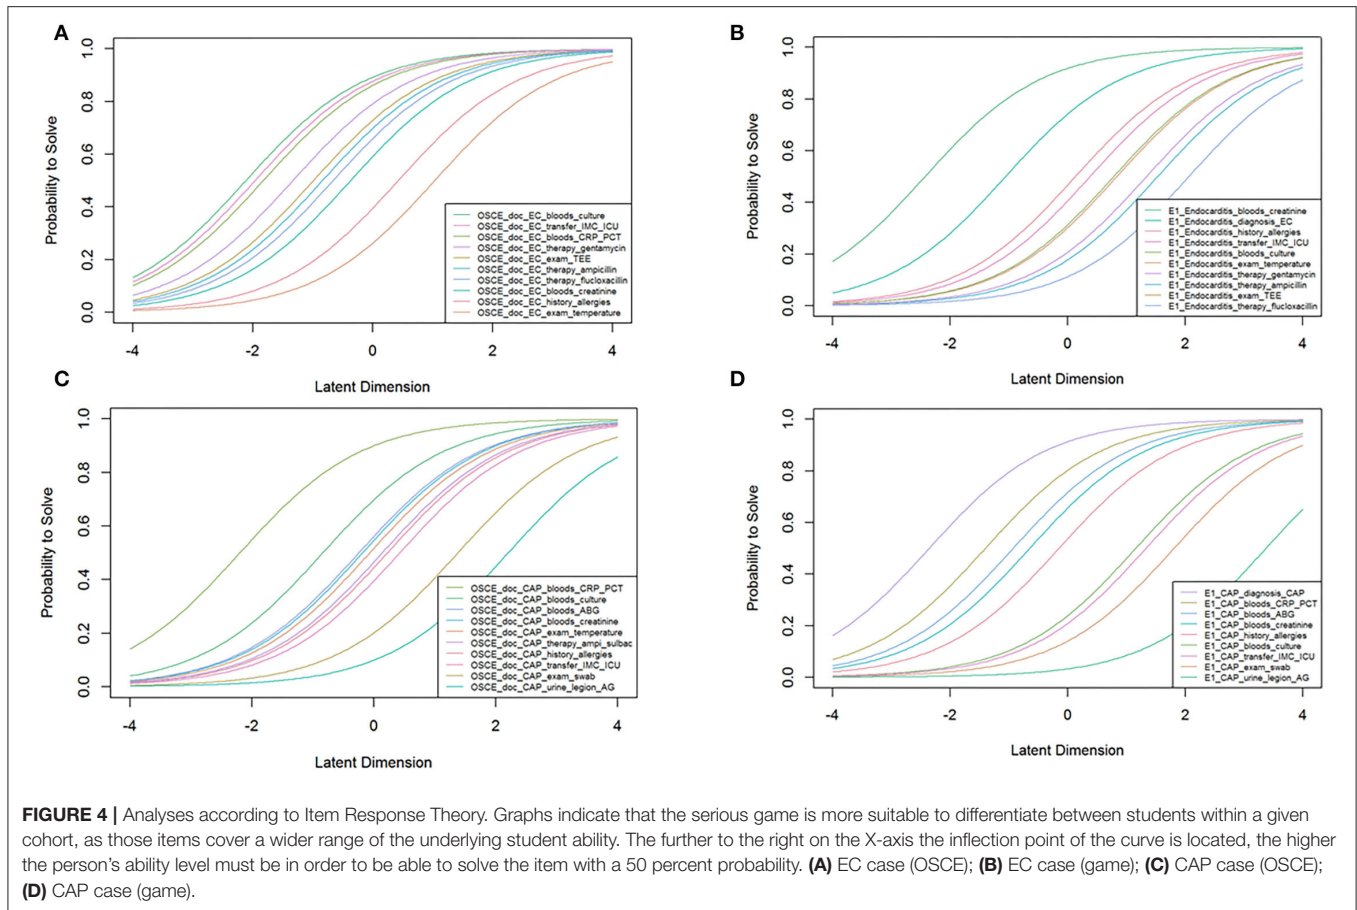 A
1.0
0.8
0.6
0.4
0.2
0.0
Probability to Solve
OSCE_doc_EC_bloods_culture
OSCE_doc_EC_transfer_IMC_ICU
OSCE_doc_EC_bloods_CRP_PCT
OSCE_doc_EC_therapy_gentamycin
OSCE_doc_EC_exam_TEE
OSCE_doc_EC_therapy_ampicillin
OSCE_doc_EC_therapy_flucloxacillin
OSCE_doc_EC_bloods_creatinine
OSCE_doc_EC_history_allergies
OSCE_doc_EC_exam_temperature
-4 -2 0 2 4
Latent Dimension
B
1.0
0.8
0.6
0.4
0.2
0.0
Probability to Solve
E1_Endocarditis_bloods_creatinine
E1_Endocarditis_diagnosis_EC
E1_Endocarditis_history_allergies
E1_Endocarditis_transfer_IMC_ICU
E1_Endocarditis_bloods_culture
E1_Endocarditis_exam_temperature
E1_Endocarditis_therapy_gentamycin
E1_Endocarditis_therapy_ampicillin
E1_Endocarditis_exam_TEE
E1_Endocarditis_therapy_flucloxacillin
-4 -2 0 2 4
Latent Dimension
C
1.0
0.8
0.6
0.4
0.2
0.0
Probability to Solve
OSCE_doc_CAP_bloods_CRP_PCT
OSCE_doc_CAP_bloods_culture
OSCE_doc_CAP_bloods_ABG
OSCE_doc_CAP_bloods_creatinine
OSCE_doc_CAP_exam_temperature
OSCE_doc_CAP_therapy_ampi_sulbac
OSCE_doc_CAP_history_allergies
OSCE_doc_CAP_transfer_IMC_ICU
OSCE_doc_CAP_exam_swab
OSCE_doc_CAP_urine_legion_AG
-4 -2 0 2 4
Latent Dimension
D
1.0
0.8
0.6
0.4
0.2
0.0
Probability to Solve
E1_CAP_diagnosis_CAP
E1_CAP_bloods_CRP_PCT
E1_CAP_bloods_ABG
E1_CAP_bloods_creatinine
E1_CAP_history_allergies
E1_CAP_bloods_culture
E1_CAP_transfer_IMC_ICU
E1_CAP_exam_swab
E1_CAP_urine_legion_AG
-4 -2 0 2 4
Latent Dimension
FIGURE 4 | Analyses according to Item Response Theory. Graphs indicate that the serious game is more suitable to differentiate between students within a given
cohort, as those items cover a wider range of the underlying student ability. The further to the right on the X-axis the inflection point of the curve is located, the higher
the person's ability level must be in order to be able to solve the item with a 50 percent probability. (A) EC case (OSCE); (B) EC case (game); (C) CAP case (OSCE);
(D) CAP case (game).